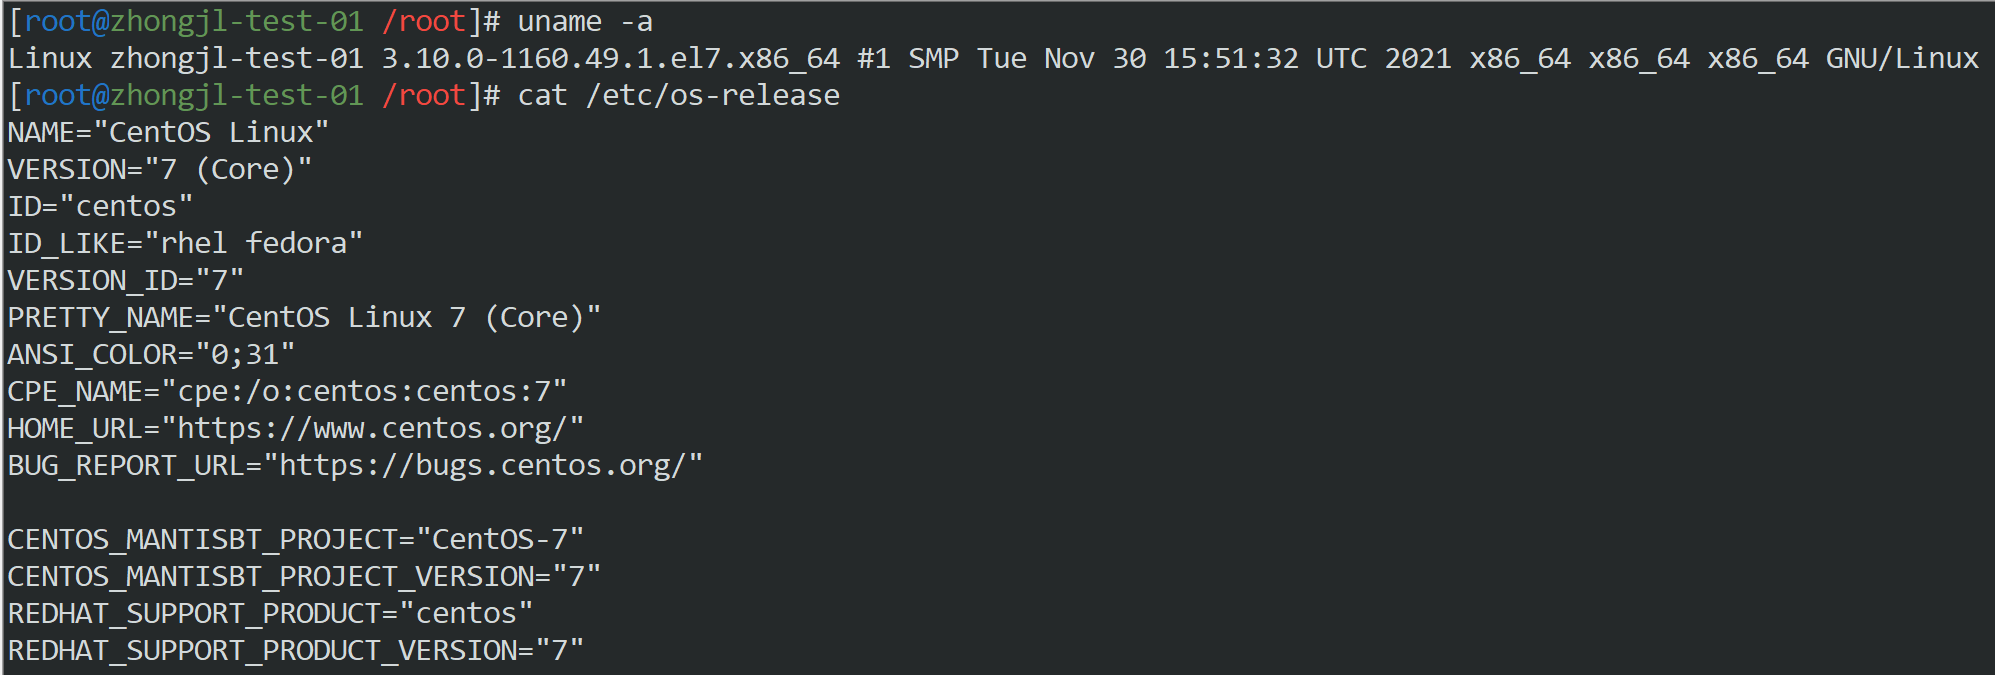 [root@zhongjl-test-01 /root]# uname -a
Linux zhongjl-test-01 3.10.0-1160.49.1.el7.x86_64 #1 SMP Tue Nov 30 15:51:32 UTC 2021 x86_64 x86_64 x86_64 GNU/Linux
[root@zhongjl-test-01 /root]# cat /etc/os-release
NAME="CentOS Linux"
VERSION="7 (Core)"
ID="centos"
ID_LIKE="rhel fedora"
VERSION_ID="7"
PRETTY_NAME="CentOS Linux 7 (Core)"
ANSI_COLOR="0;31"
CPE_NAME="cpe:/o:centos:centos:7"
HOME_URL="https://www.centos.org/"
BUG_REPORT_URL="https://bugs.centos.org/"

CENTOS_MANTISBT_PROJECT="CentOS-7"
CENTOS_MANTISBT_PROJECT_VERSION="7"
REDHAT_SUPPORT_PRODUCT="centos"
REDHAT_SUPPORT_PRODUCT_VERSION="7"